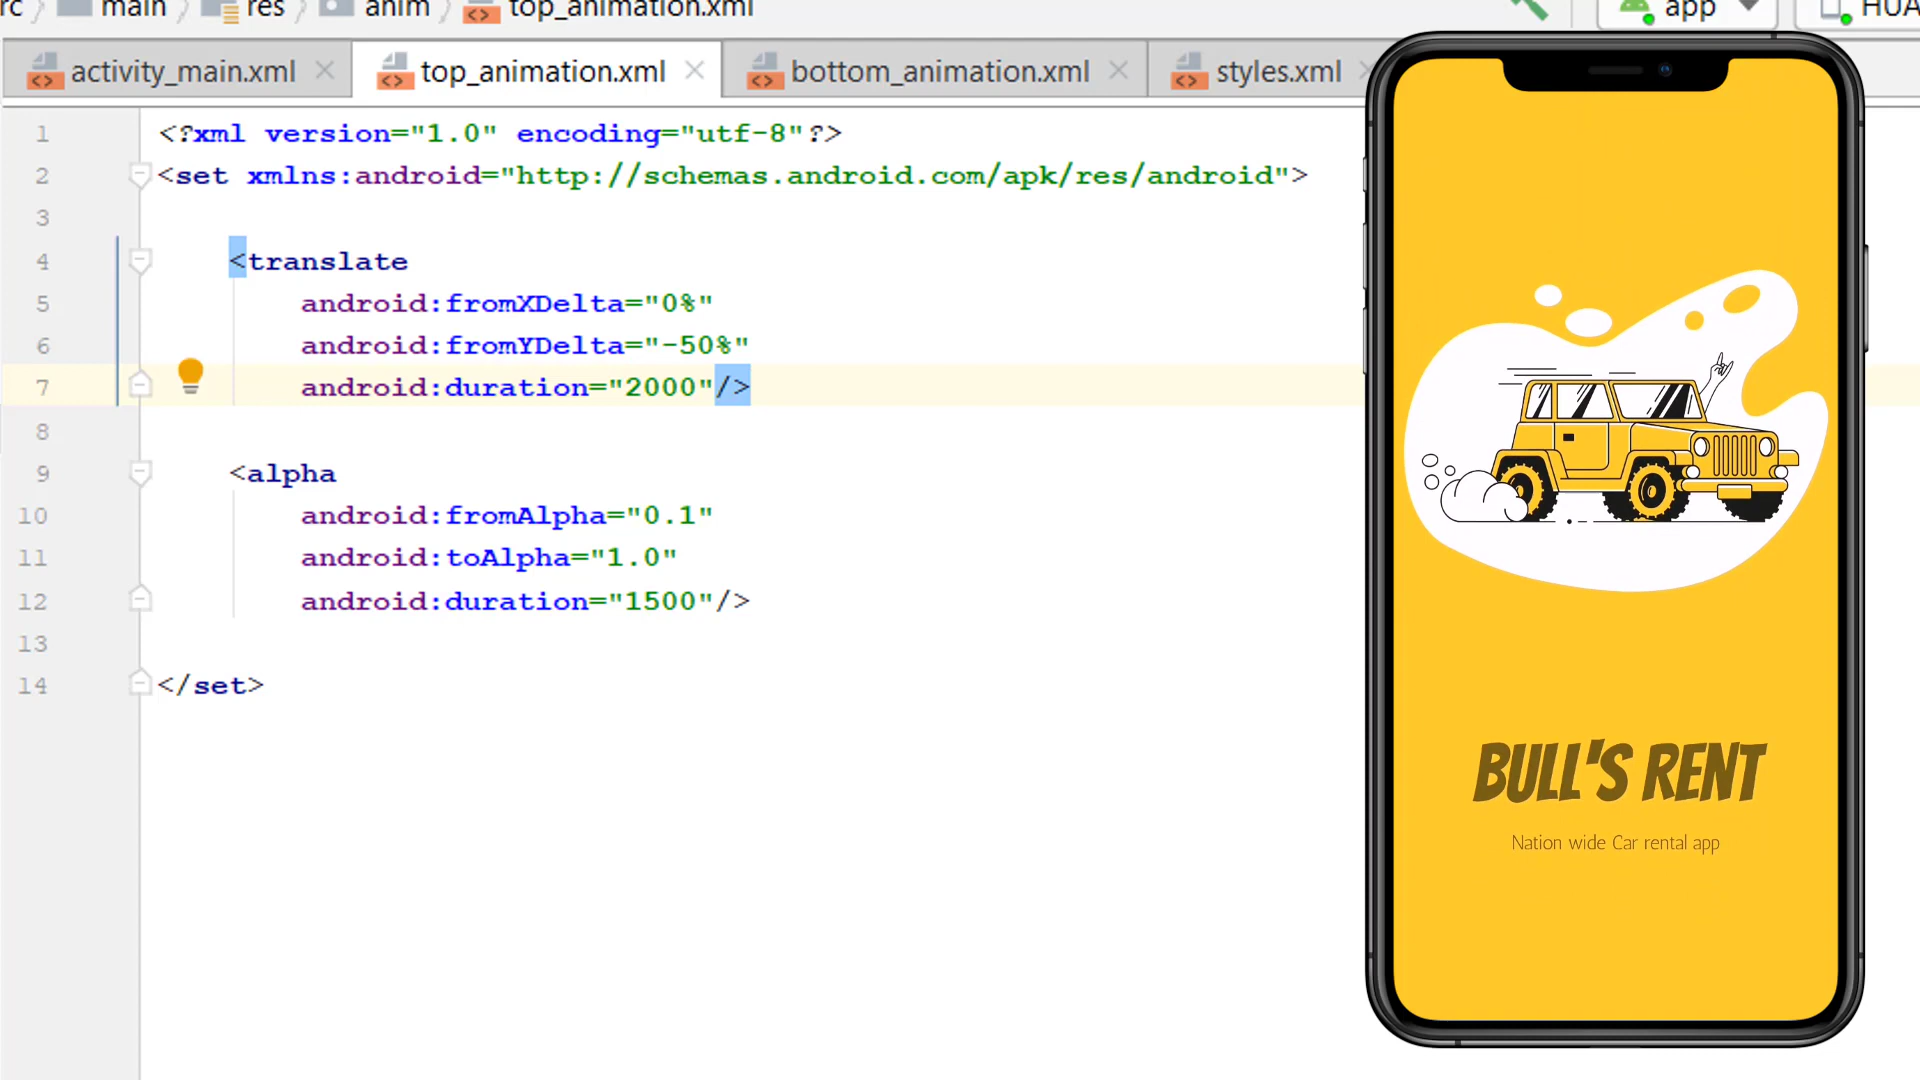 main res anim top_animation.xml app
activity_main.xml top_animation.xml bottom_animation.xml styles.xml
1 <?xml version="1.0" encoding="utf-8"?>
2 <set xmlns:android="http://schemas.android.com/apk/res/android">
3
4 <translate
5 android:fromXDelta="0%"
6 android:fromYDelta="-50%"
7 android:duration="2000"/>
8
9 <alpha
10 android:fromAlpha="0.1"
11 android:toAlpha="1.0"
12 android:duration="1500"/>
13
14 </set>
BULL'S RENT
Nation wide Car rental app